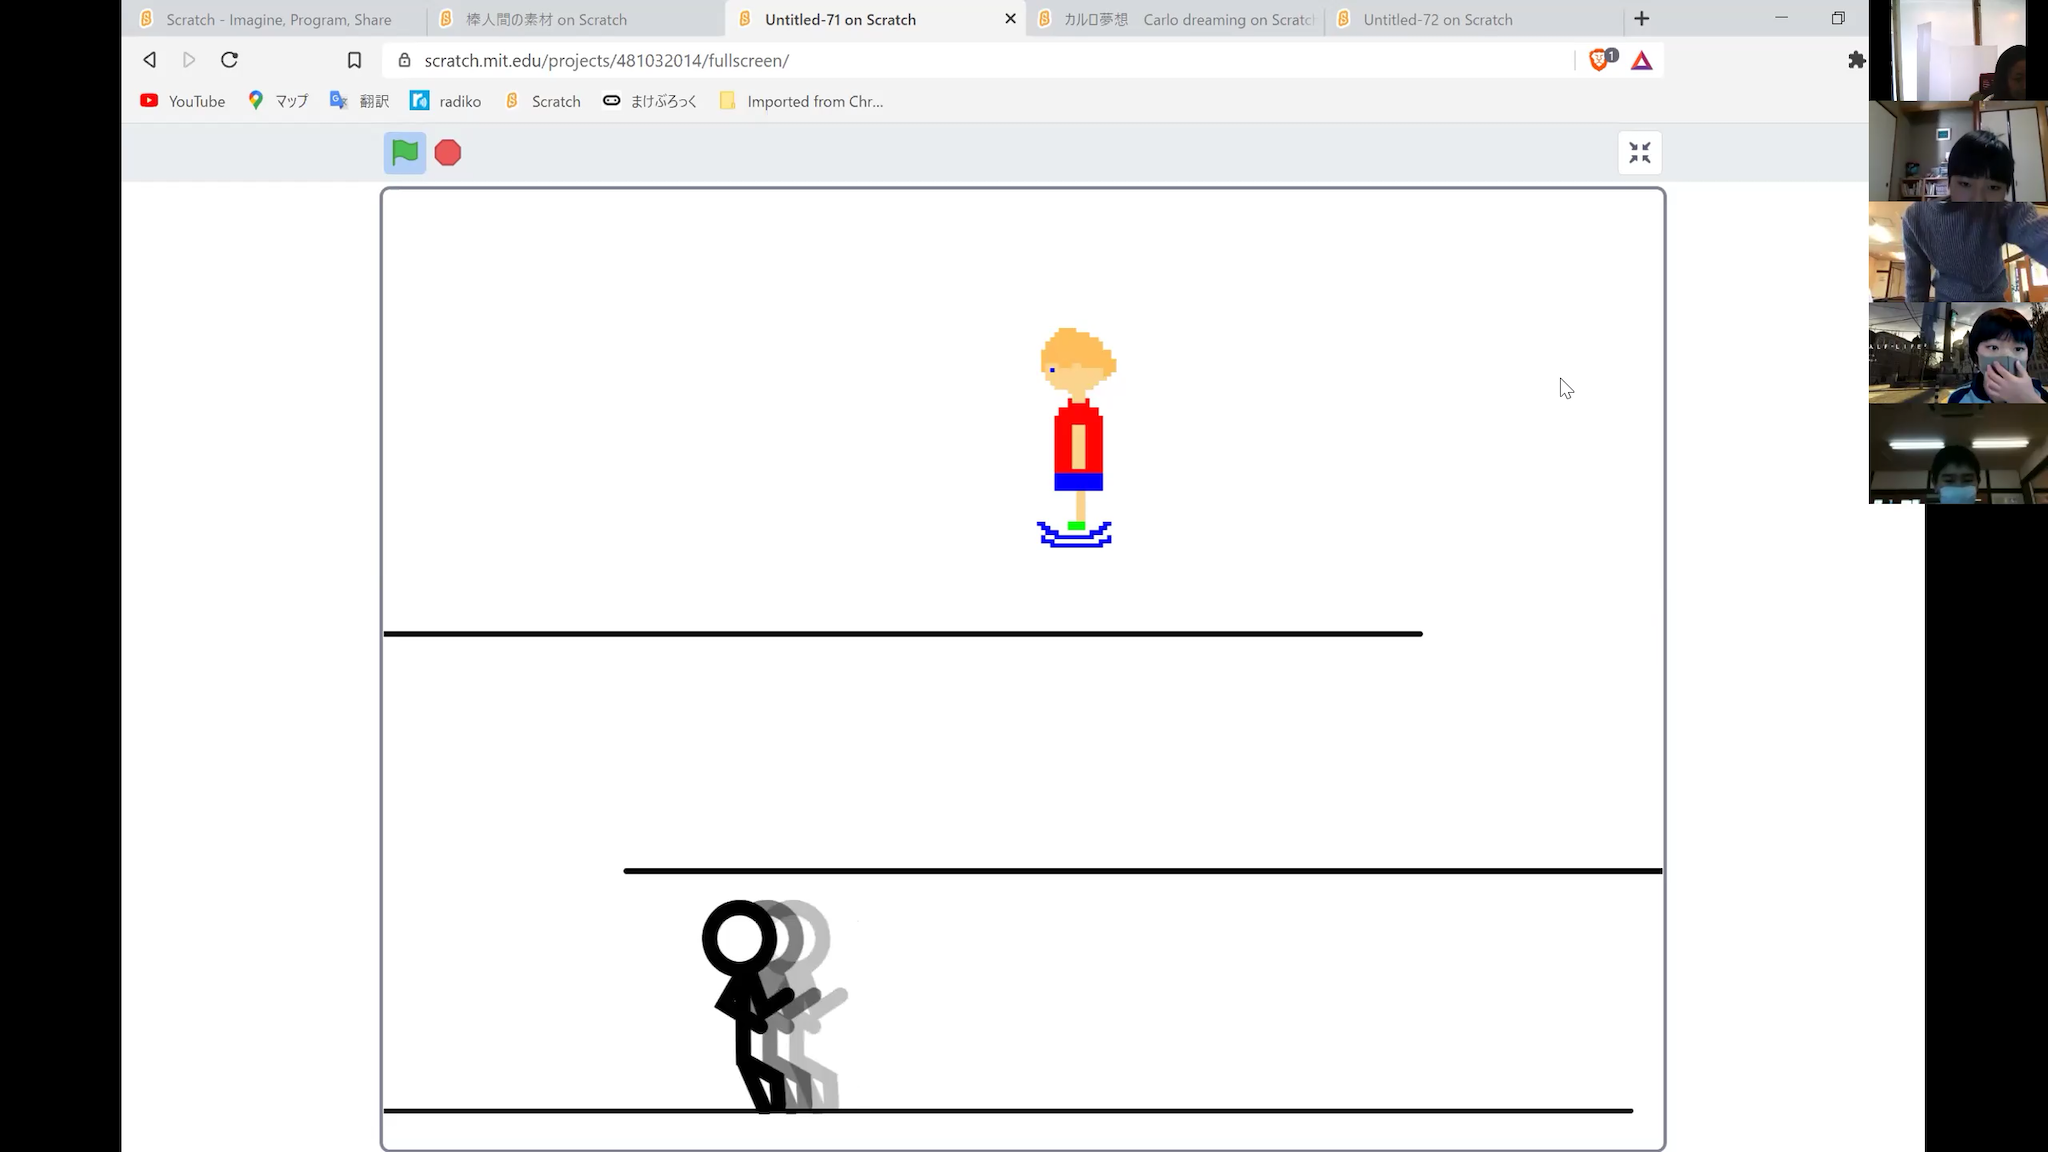 Scratch - Imagine, Program, Share
棒人間の素材 on Scratch
Untitled-71 on Scratch
カルロ夢想 Carlo dreaming on Scratc
Untitled-72 on Scratch
scratch.mit.edu/projects/481032014/fullscreen/
1
YouTube
マップ
翻訳
radiko
Scratch
まけぶろっく
Imported from Chr...